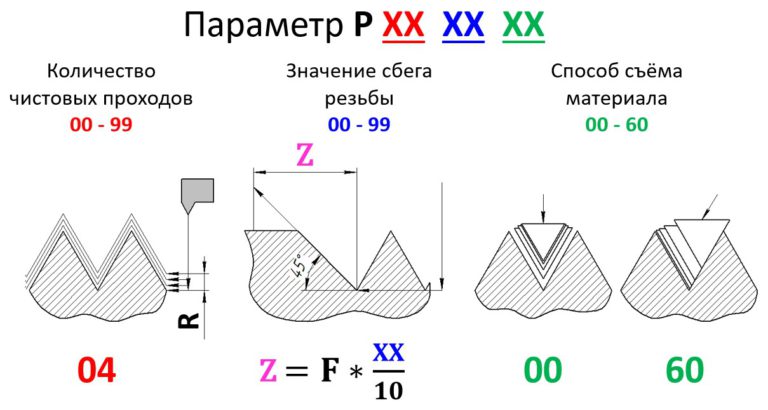 Параметр P XX XX XX
Количество
чистовых проходов
00 - 99
Значение сбега
резьбы
00 - 99
Способ съёма
материала
00 - 60
Z
45°
R
04
Z = F * XX/10
00
60